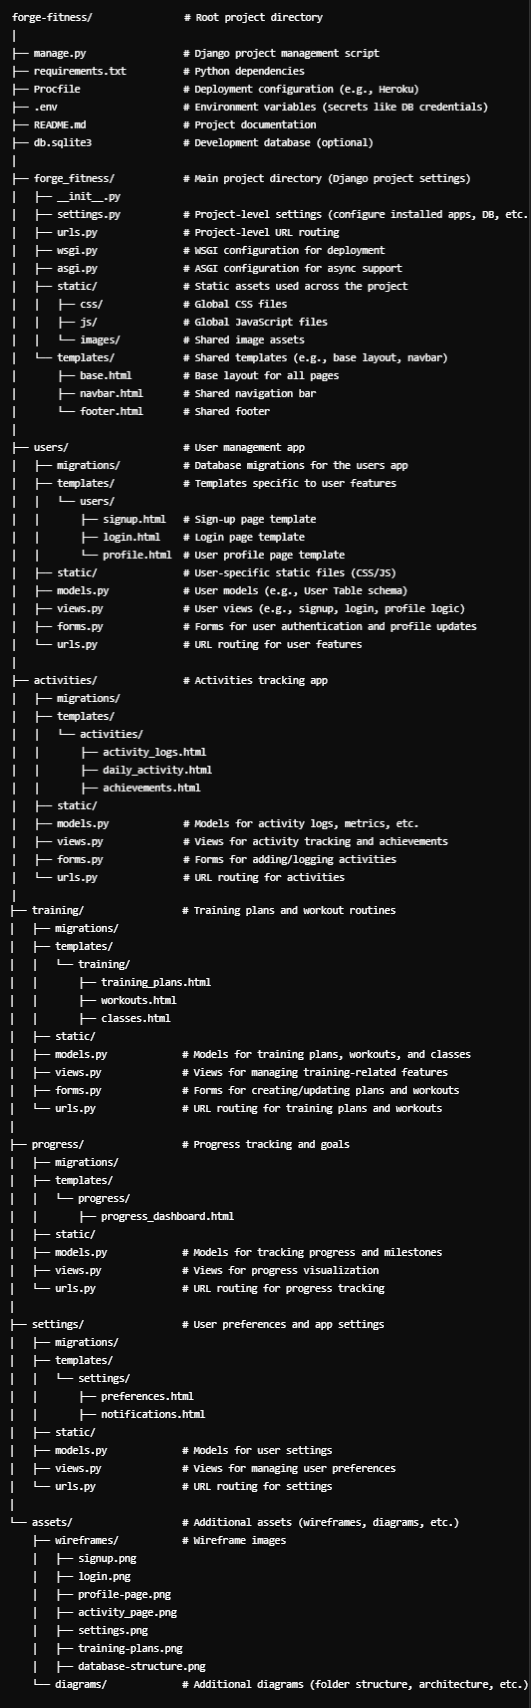 forge-fitness/                # Root project directory
│
├── manage.py                 # Django project management script
├── requirements.txt          # Python dependencies
├── Procfile                  # Deployment configuration (e.g., Heroku)
├── .env                      # Environment variables (secrets like DB credentials)
├── README.md                 # Project documentation
├── db.sqlite3                # Development database (optional)
│
├── forge_fitness/            # Main project directory (Django project settings)
│   ├── __init__.py
│   ├── settings.py           # Project-level settings (configure installed apps, DB, etc.
│   ├── urls.py               # Project-level URL routing
│   ├── wsgi.py               # WSGI configuration for deployment
│   ├── asgi.py               # ASGI configuration for async support
│   ├── static/               # Static assets used across the project
│   │   ├── css/              # Global CSS files
│   │   ├── js/               # Global JavaScript files
│   │   └── images/           # Shared image assets
│   └── templates/            # Shared templates (e.g., base layout, navbar)
│       ├── base.html         # Base layout for all pages
│       ├── navbar.html       # Shared navigation bar
│       └── footer.html       # Shared footer
│
├── users/                    # User management app
│   ├── migrations/           # Database migrations for the users app
│   ├── templates/            # Templates specific to user features
│   │   └── users/
│   │       ├── signup.html   # Sign-up page template
│   │       ├── login.html    # Login page template
│   │       └── profile.html  # User profile page template
│   ├── static/               # User-specific static files (CSS/JS)
│   ├── models.py             # User models (e.g., User Table schema)
│   ├── views.py              # User views (e.g., signup, login, profile logic)
│   ├── forms.py              # Forms for user authentication and profile updates
│   └── urls.py               # URL routing for user features
│
├── activities/               # Activities tracking app
│   ├── migrations/
│   ├── templates/
│   │   └── activities/
│   │       ├── activity_logs.html
│   │       ├── daily_activity.html
│   │       ├── achievements.html
│   ├── static/
│   ├── models.py             # Models for activity logs, metrics, etc.
│   ├── views.py              # Views for activity tracking and achievements
│   ├── forms.py              # Forms for adding/logging activities
│   └── urls.py               # URL routing for activities
│
├── training/                 # Training plans and workout routines
│   ├── migrations/
│   ├── templates/
│   │   └── training/
│   │       ├── training_plans.html
│   │       ├── workouts.html
│   │       ├── classes.html
│   ├── static/
│   ├── models.py             # Models for training plans, workouts, and classes
│   ├── views.py              # Views for managing training-related features
│   ├── forms.py              # Forms for creating/updating plans and workouts
│   └── urls.py               # URL routing for training plans and workouts
│
├── progress/                 # Progress tracking and goals
│   ├── migrations/
│   ├── templates/
│   │   └── progress/
│   │       ├── progress_dashboard.html
│   ├── static/
│   ├── models.py             # Models for tracking progress and milestones
│   ├── views.py              # Views for progress visualization
│   └── urls.py               # URL routing for progress tracking
│
├── settings/                 # User preferences and app settings
│   ├── migrations/
│   ├── templates/
│   │   └── settings/
│   │       ├── preferences.html
│   │       ├── notifications.html
│   ├── static/
│   ├── models.py             # Models for user settings
│   ├── views.py              # Views for managing user preferences
│   └── urls.py               # URL routing for settings
│
└── assets/                   # Additional assets (wireframes, diagrams, etc.)
    ├── wireframes/           # Wireframe images
    │   ├── signup.png
    │   ├── login.png
    │   ├── profile-page.png
    │   ├── activity_page.png
    │   ├── settings.png
    │   ├── training-plans.png
    │   ├── database-structure.png
    └── diagrams/             # Additional diagrams (folder structure, architecture, etc.)